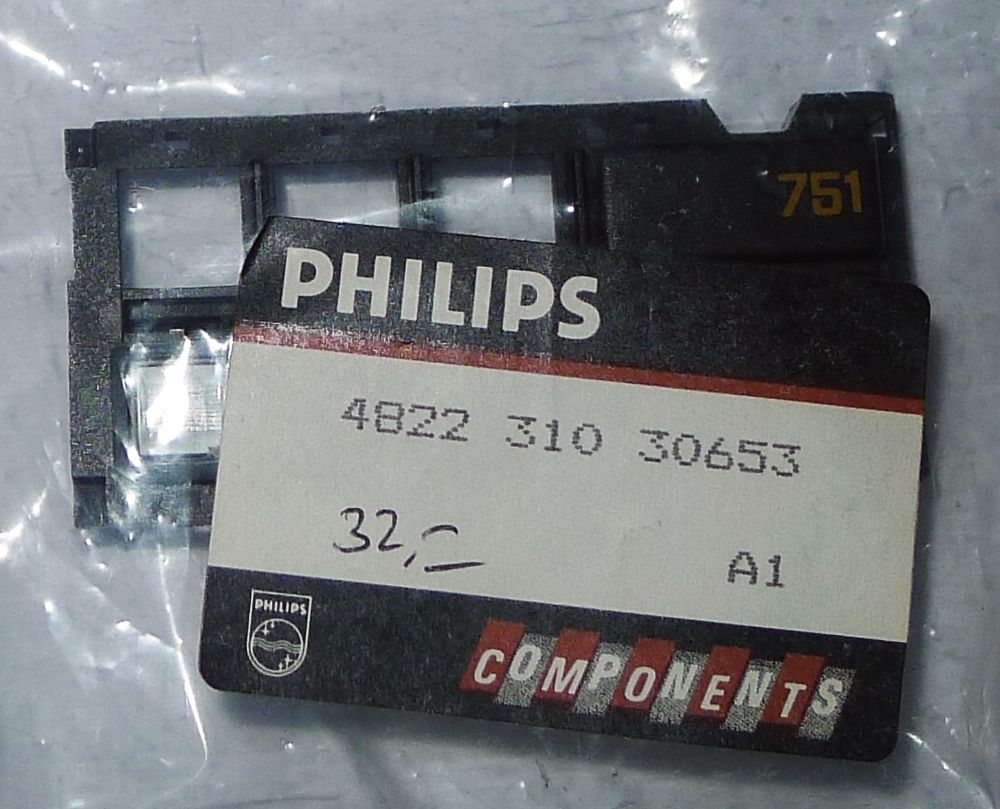 751
PHILIPS
4822 310 30653
32,-
A1
PHILIPS
COMPONENTS